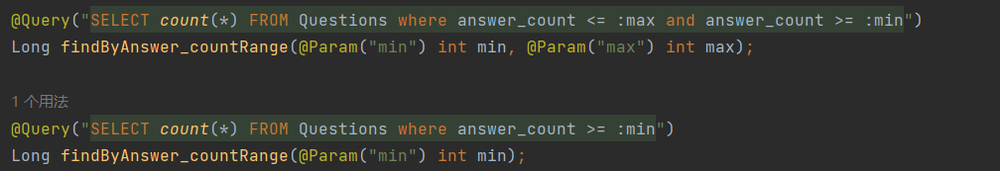 @Query("SELECT count(*) FROM Questions where answer_count <= :max and answer_count >= :min")
Long findByAnswer_countRange(@Param("min") int min, @Param("max") int max);
1 个用法
@Query("SELECT count(*) FROM Questions where answer_count >= :min")
Long findByAnswer_countRange(@Param("min") int min);